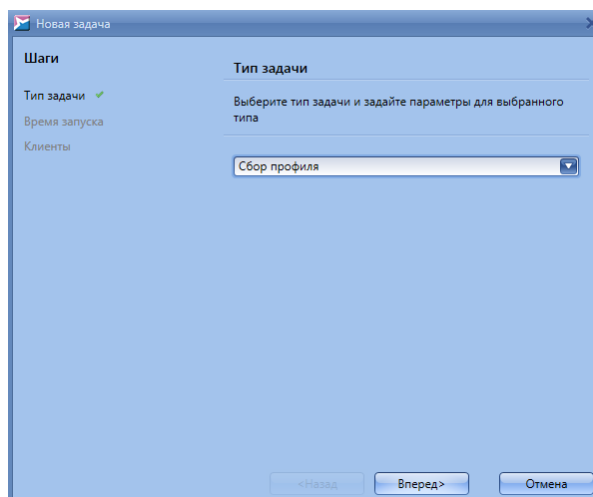 Новая задача
Шаги
Тип задачи
Время запуска
Клиенты
Тип задачи
Выберите тип задачи и задайте параметры для выбранного
типа
Сбор профиля
<Назад
Вперед>
Отмена